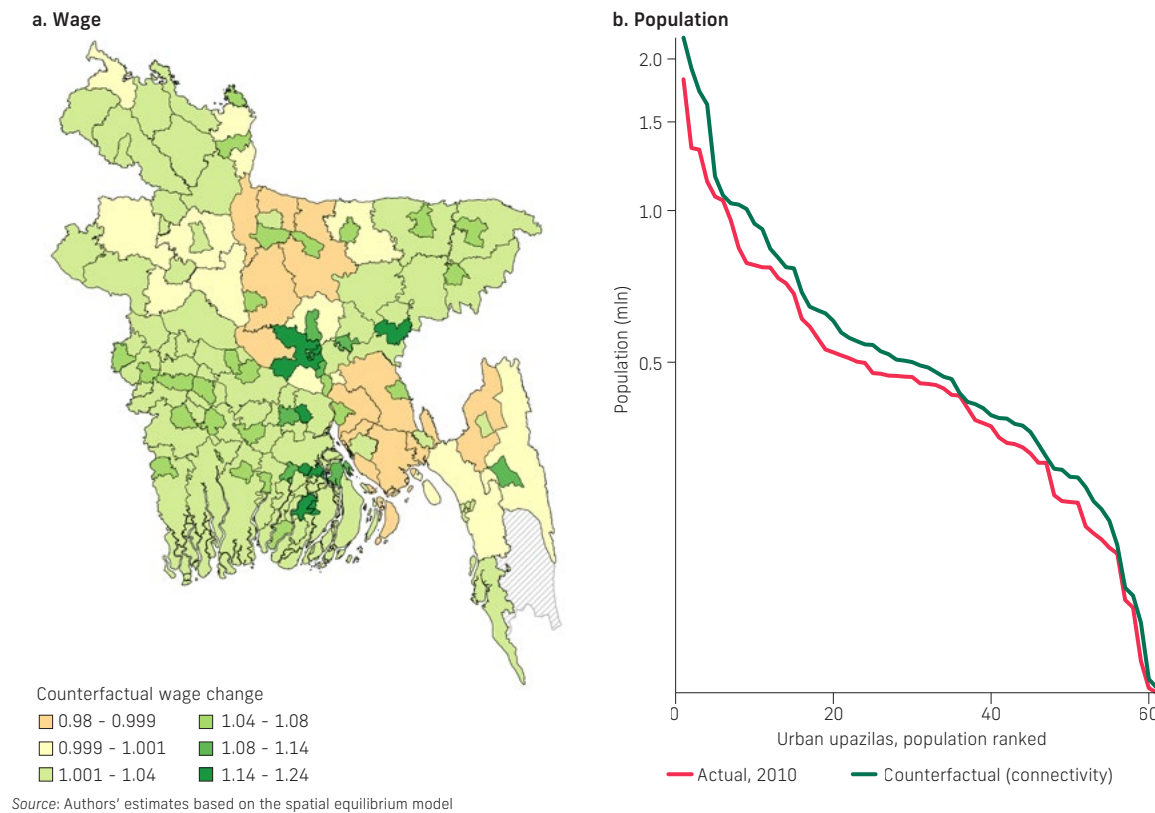 a. Wage
Counterfactual wage change
0.98 - 0.999
0.999 - 1.001
1.001 - 1.04
1.04 - 1.08
1.08 - 1.14
1.14 - 1.24
b. Population
Population (mln)
2.0
1.5
1.0
0.5
0 20 40 60
Urban upazilas, population ranked
Actual, 2010 Counterfactual (connectivity)
Source: Authors' estimates based on the spatial equilibrium model